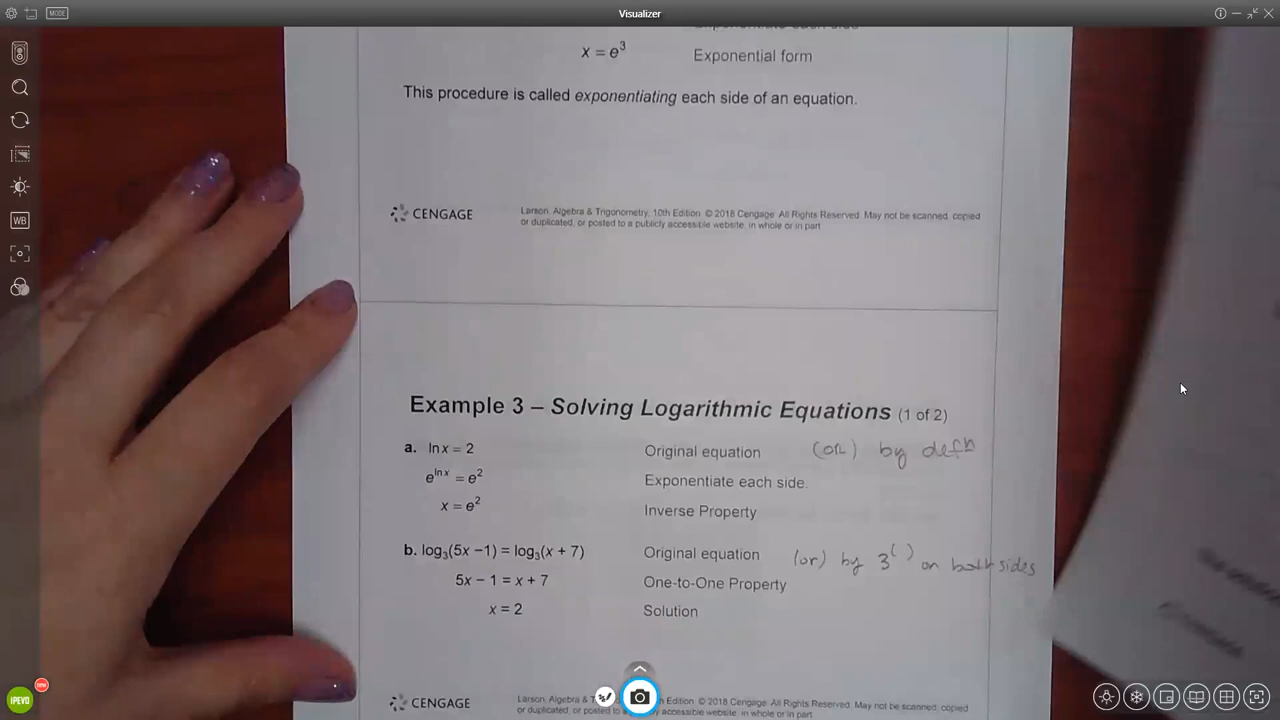 MODE
Visualizer
x = e³
Exponential form
This procedure is called exponentiating each side of an equation.
CENGAGE
Larson, Algebra & Trigonometry, 10th Edition. © 2018 Cengage. All Rights Reserved. May not be scanned, copied
or duplicated, or posted to a publicly accessible website, in whole or in part.
WB
Example 3 – Solving Logarithmic Equations (1 of 2)
a. ln x = 2 Original equation (or) by defn
e^(ln x) = e² Exponentiate each side.
x = e² Inverse Property
b. log₃(5x −1) = log₃(x + 7) Original equation (or) by 3^( ) on both sides
5x − 1 = x + 7 One-to-One Property
x = 2 Solution
CENGAGE
Larson, Algebra & Edition. © 2018 Cengage. All Rights Reserved. May not be scanned, copied
or duplicated, or posted to a publicly accessible website, in whole or in part.
IPEVO
new